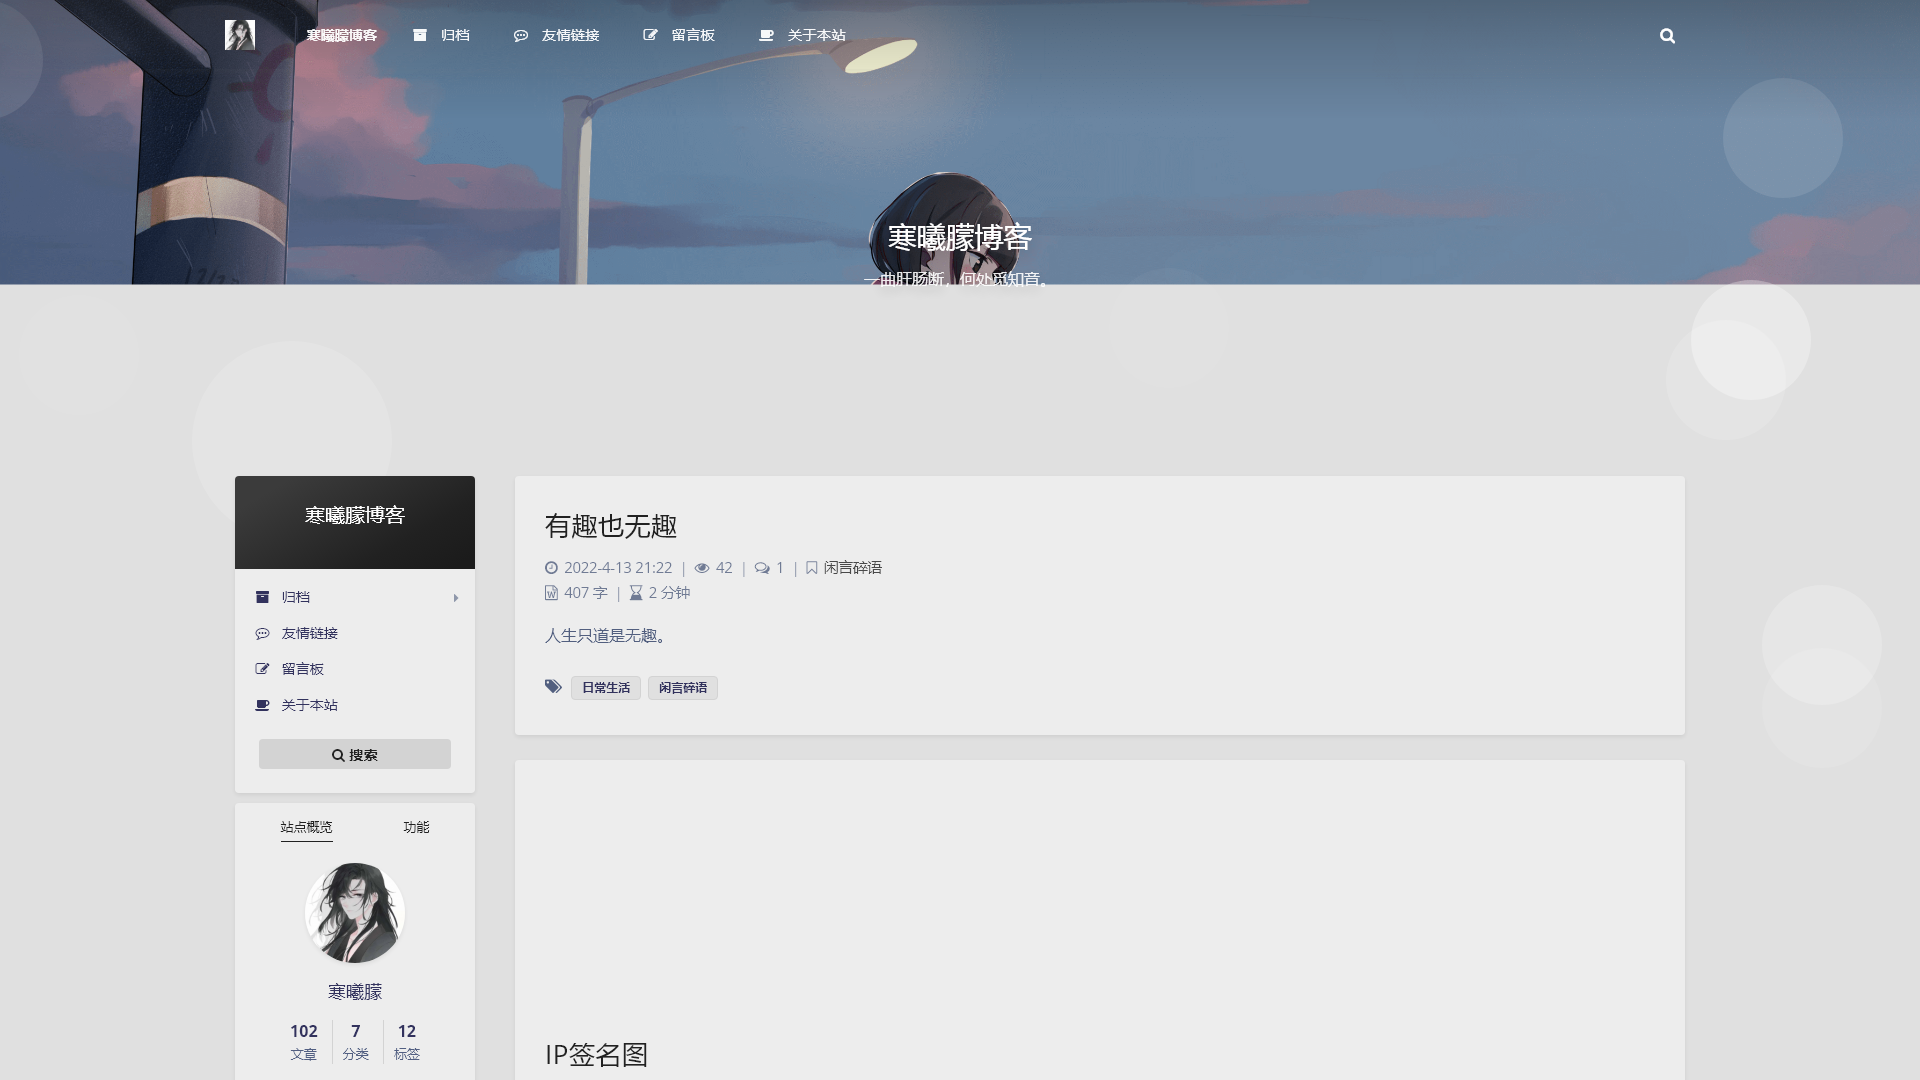 寒曦朦博客 归档 友情链接 留言板 关于本站
寒曦朦博客
一曲肝肠断，何处觅知音。
寒曦朦博客
归档
友情链接
留言板
关于本站
搜索
站点概览 功能
寒曦朦
102 7 12
文章 分类 标签
有趣也无趣
2022-4-13 21:22 | 42 | 1 | 闲言碎语
407 字 | 2 分钟
人生只道是无趣。
日常生活 闲言碎语
IP签名图